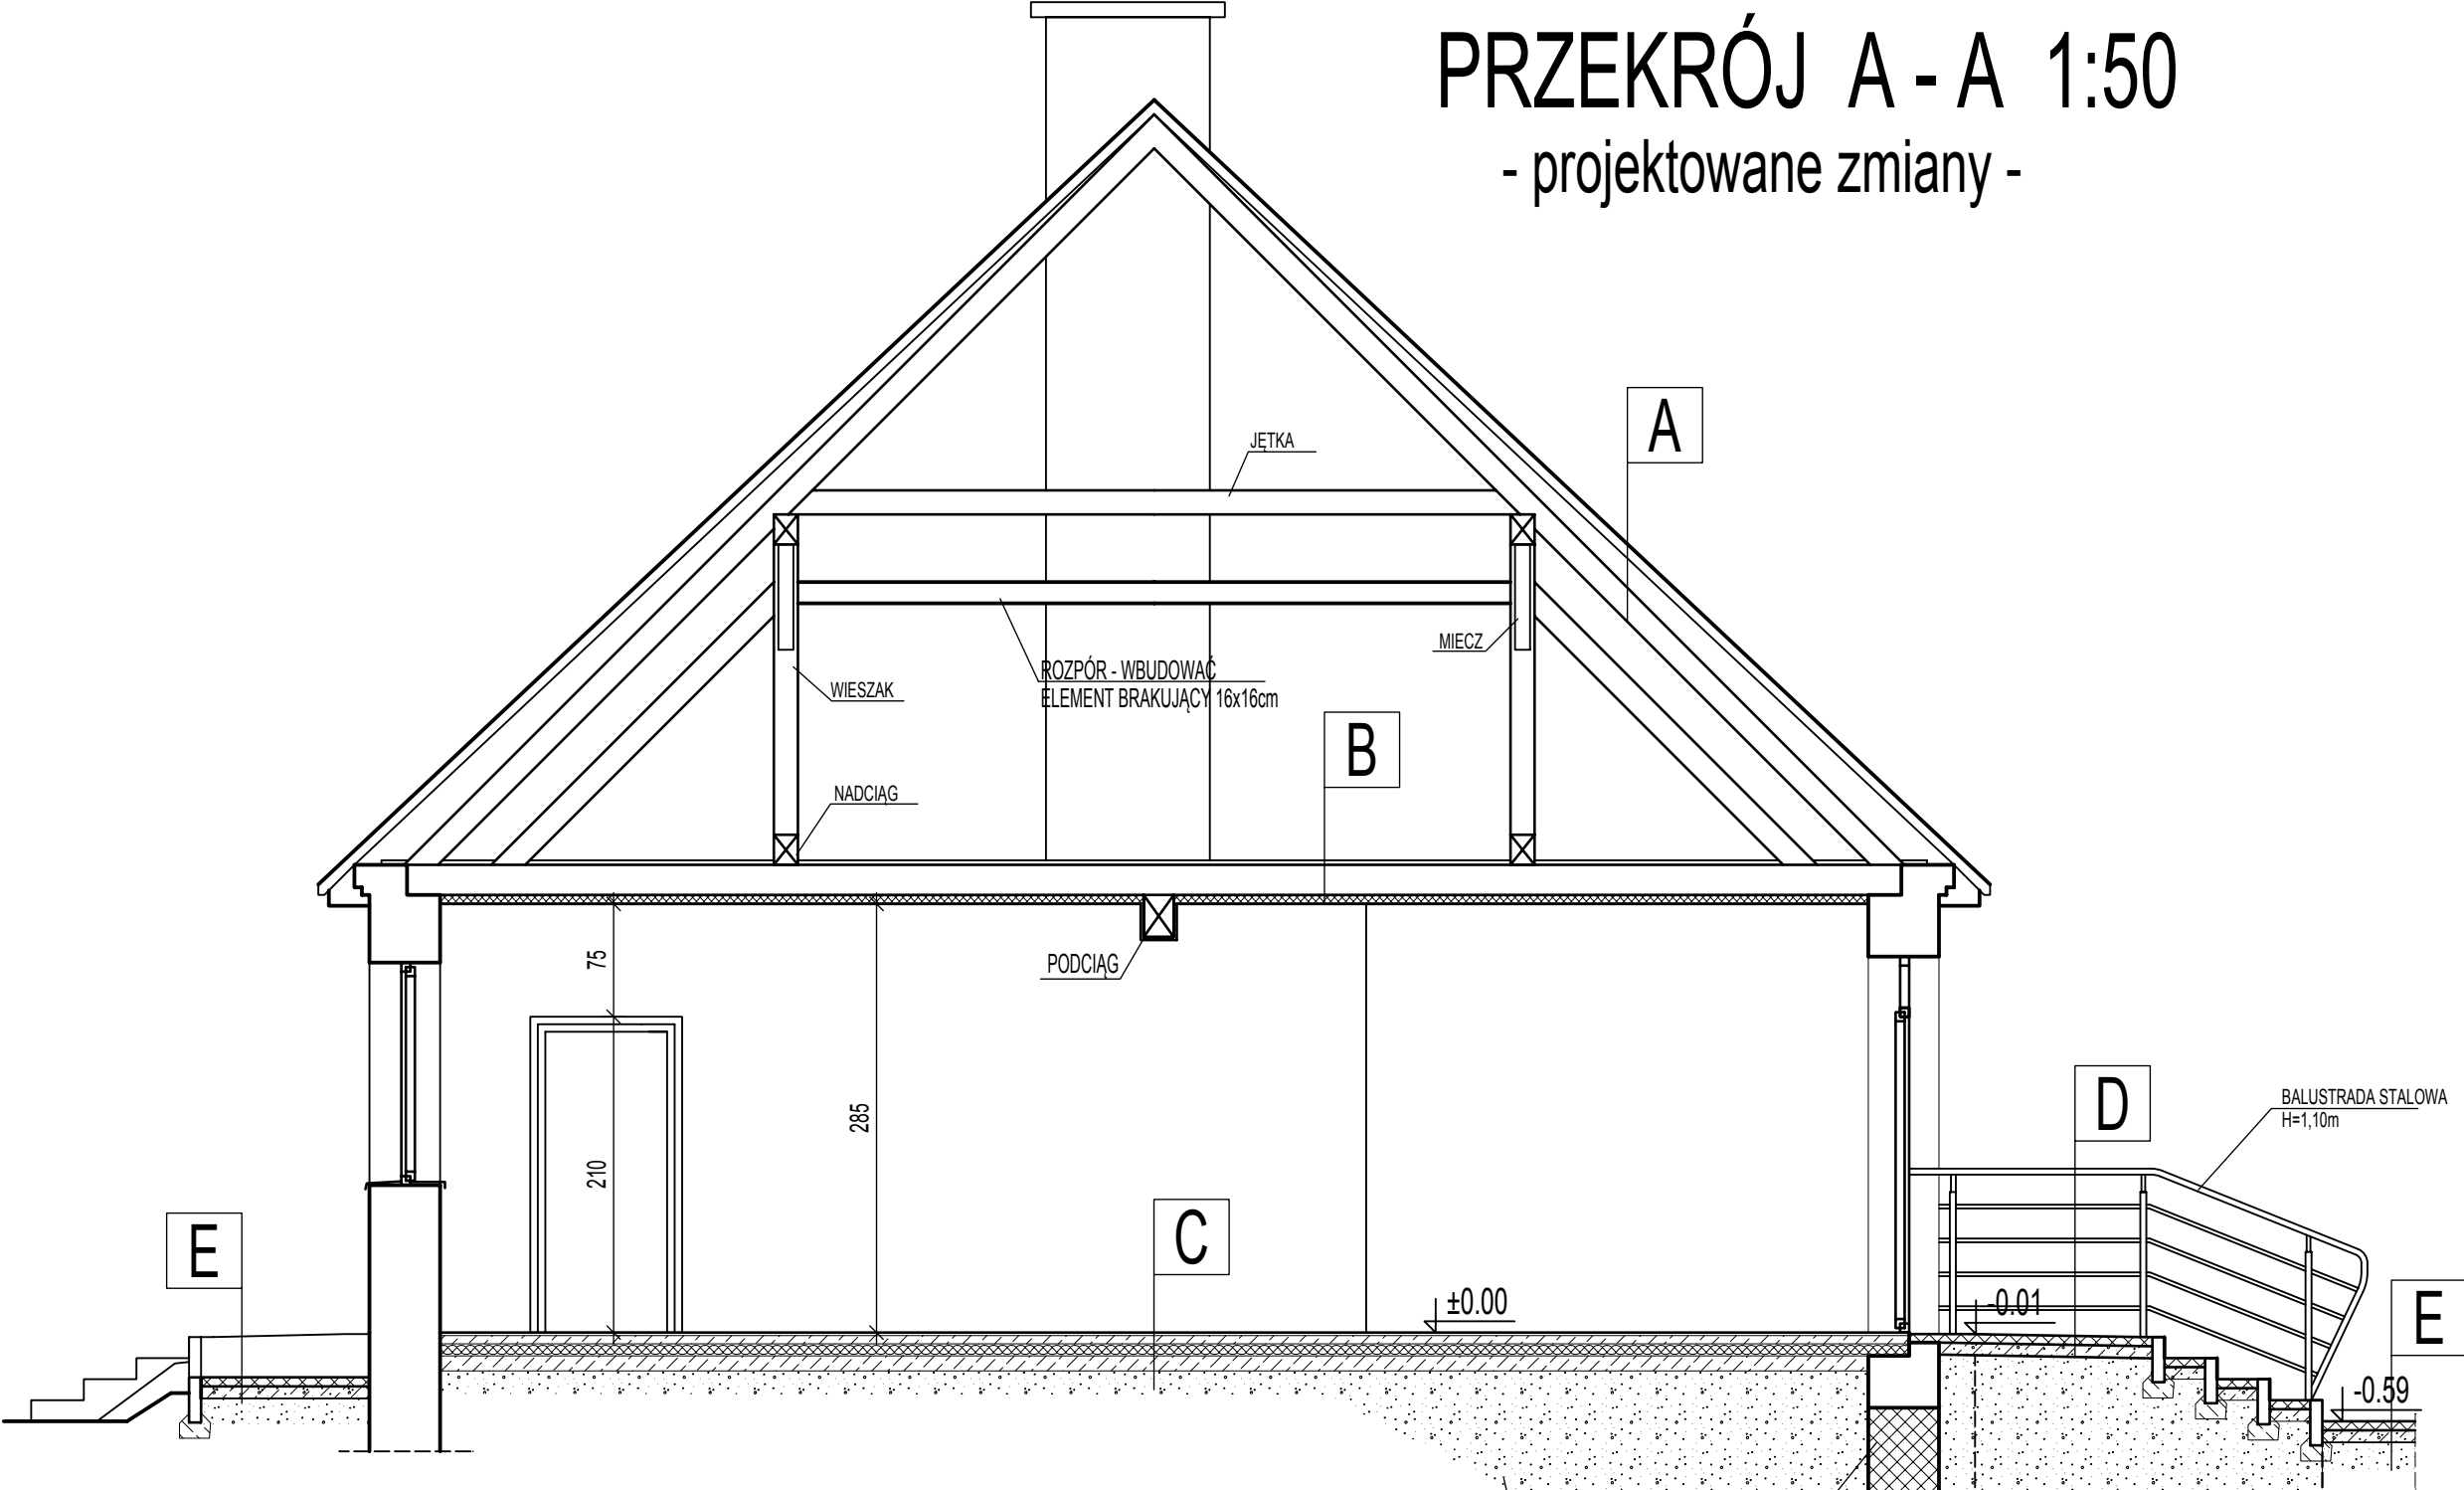 PRZEKRÓJ A - A 1:50
- projektowane zmiany -
A
JĘTKA
MIECZ
ROZPÓR - WBUDOWAĆ
ELEMENT BRAKUJĄCY 16x16cm
WIESZAK
B
NADCIĄG
75
PODCIĄG
285
210
D
BALUSTRADA STALOWA
H=1,10m
E
C
±0.00
-0.01
E
-0.59